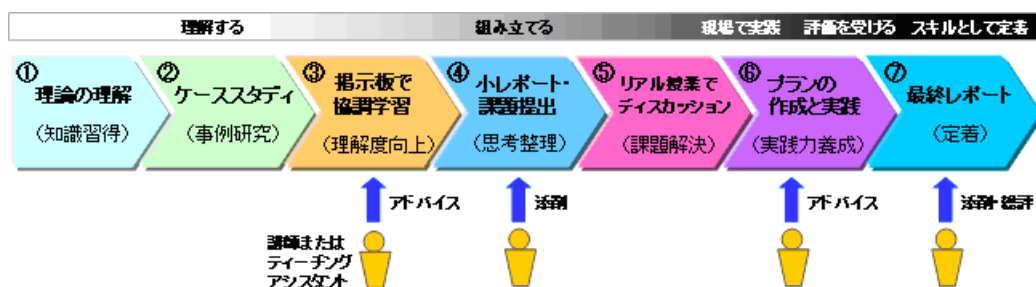 理解する
組み立てる
現場で実践
評価を受ける
スキルとして定着
①
理論の理解
(知識習得)
②
ケーススタディ
(事例研究)
③
掲示板で
協調学習
(理解度向上)
④
小レポート・
課題提出
(思考整理)
⑤
リアル授業で
ディスカッション
(課題解決)
⑥
プランの
作成と実践
(実践力養成)
⑦
最終レポート
(定着)
アドバイス
添削
アドバイス
添削・総評
講師または
ティーチング
アシスタント